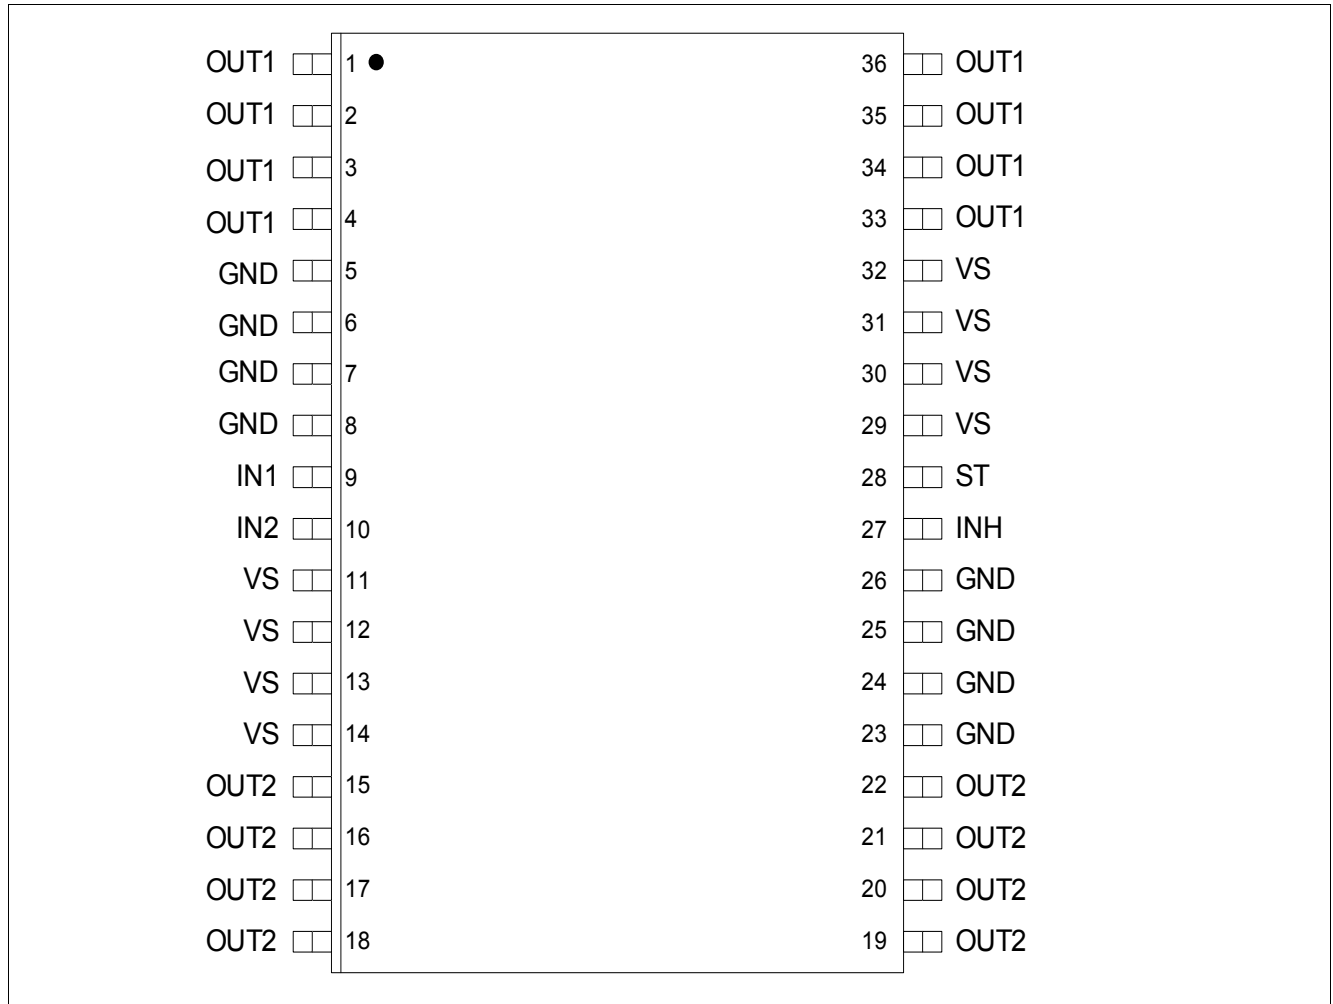 OUT1 1 36 OUT1
OUT1 2 35 OUT1
OUT1 3 34 OUT1
OUT1 4 33 OUT1
GND 5 32 VS
GND 6 31 VS
GND 7 30 VS
GND 8 29 VS
IN1 9 28 ST
IN2 10 27 INH
VS 11 26 GND
VS 12 25 GND
VS 13 24 GND
VS 14 23 GND
OUT2 15 22 OUT2
OUT2 16 21 OUT2
OUT2 17 20 OUT2
OUT2 18 19 OUT2